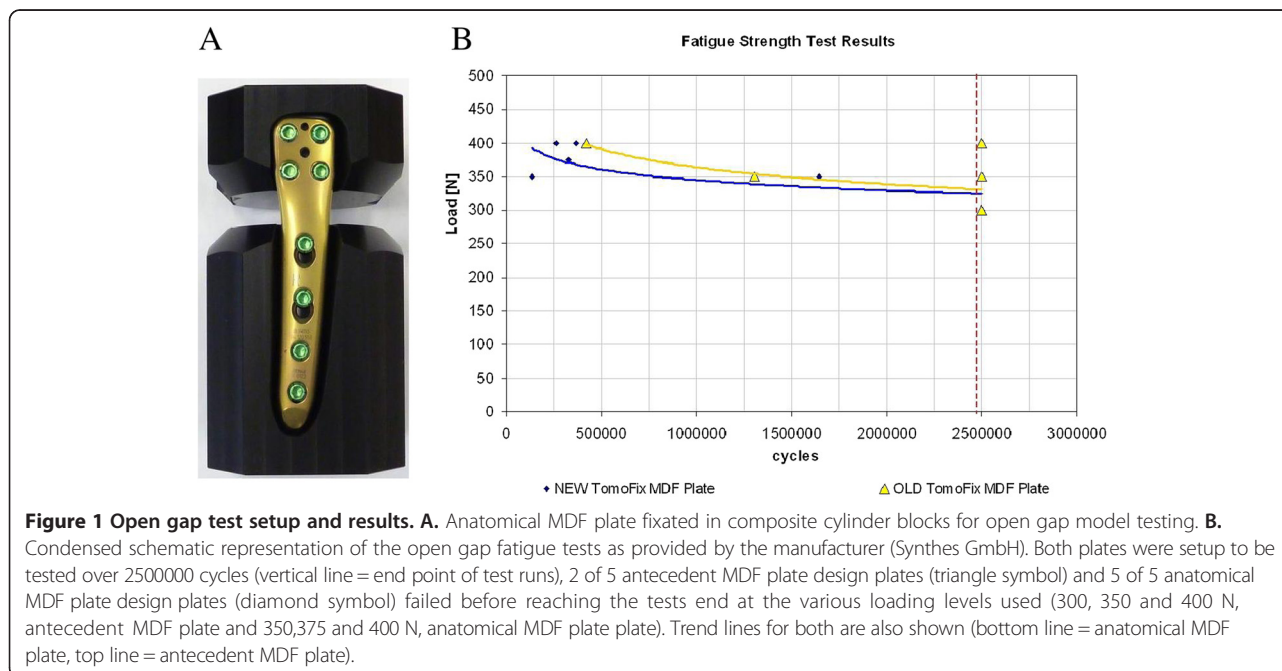 A
B
Fatigue Strength Test Results
500
450
400
350
300
250
200
150
100
50
0
Load [N]
0 500000 1000000 1500000 2000000 2500000 3000000
cycles
NEW TomoFix MDF Plate OLD TomoFix MDF Plate
Figure 1 Open gap test setup and results. A. Anatomical MDF plate fixated in composite cylinder blocks for open gap model testing. B.
Condensed schematic representation of the open gap fatigue tests as provided by the manufacturer (Synthes GmbH). Both plates were setup to be
tested over 2500000 cycles (vertical line = end point of test runs), 2 of 5 antecedent MDF plate design plates (triangle symbol) and 5 of 5 anatomical
MDF plate design plates (diamond symbol) failed before reaching the tests end at the various loading levels used (300, 350 and 400 N,
antecedent MDF plate and 350,375 and 400 N, anatomical MDF plate plate). Trend lines for both are also shown (bottom line = anatomical MDF
plate, top line = antecedent MDF plate).